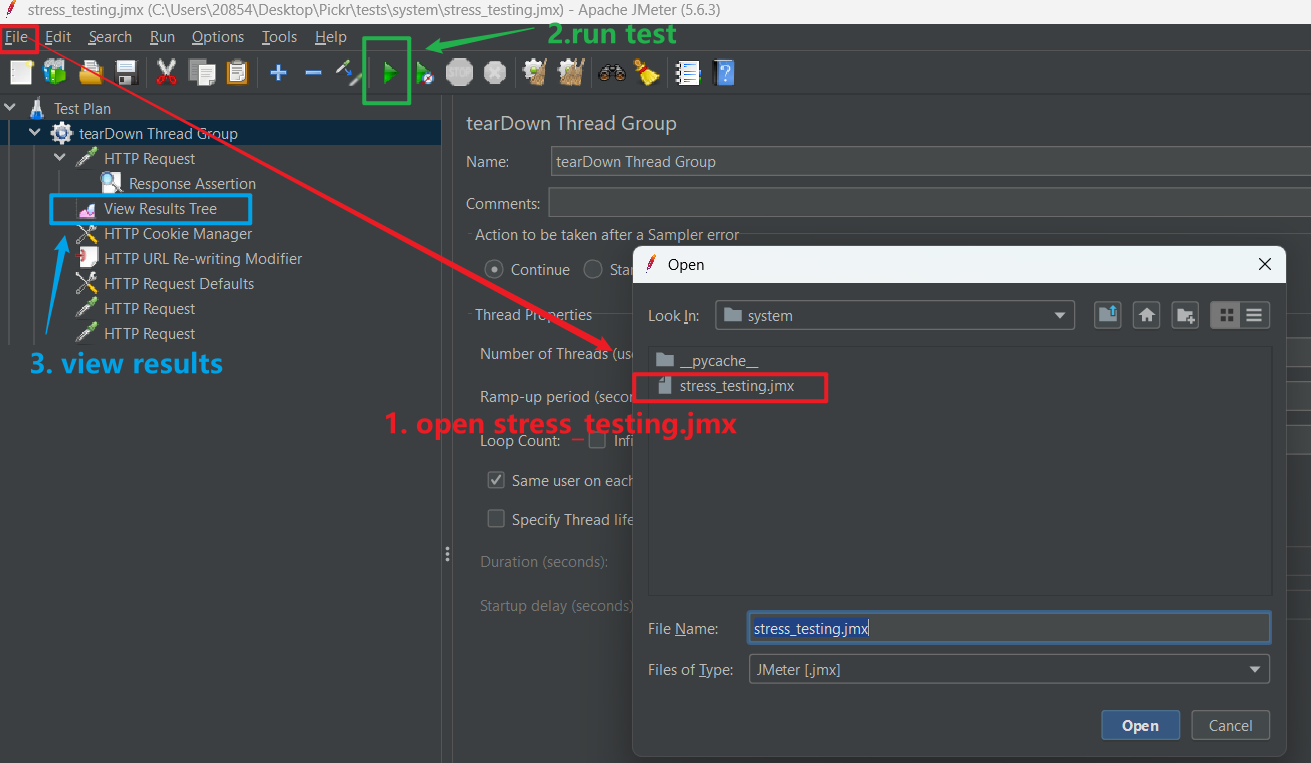 stress_testing.jmx (C:\Users\20854\Desktop\Pickr\tests\system\stress_testing.jmx) - Apache JMeter (5.6.3)
File Edit Search Run Options Tools Help
2.run test
STOP
Test Plan
tearDown Thread Group
HTTP Request
Response Assertion
View Results Tree
HTTP Cookie Manager
HTTP URL Re-writing Modifier
HTTP Request Defaults
HTTP Request
HTTP Request
3. view results
tearDown Thread Group
Name: tearDown Thread Group
Comments:
Action to be taken after a Sampler error
Continue
Thread Properties
Number of Threads
Ramp-up period
Loop Count:
Same user on each
Specify Thread
Duration (seconds):
Startup delay (seconds)
1. open stress_testing.jmx
Open
Look In: system
__pycache__
stress_testing.jmx
File Name: stress_testing.jmx
Files of Type: JMeter [.jmx]
Open Cancel